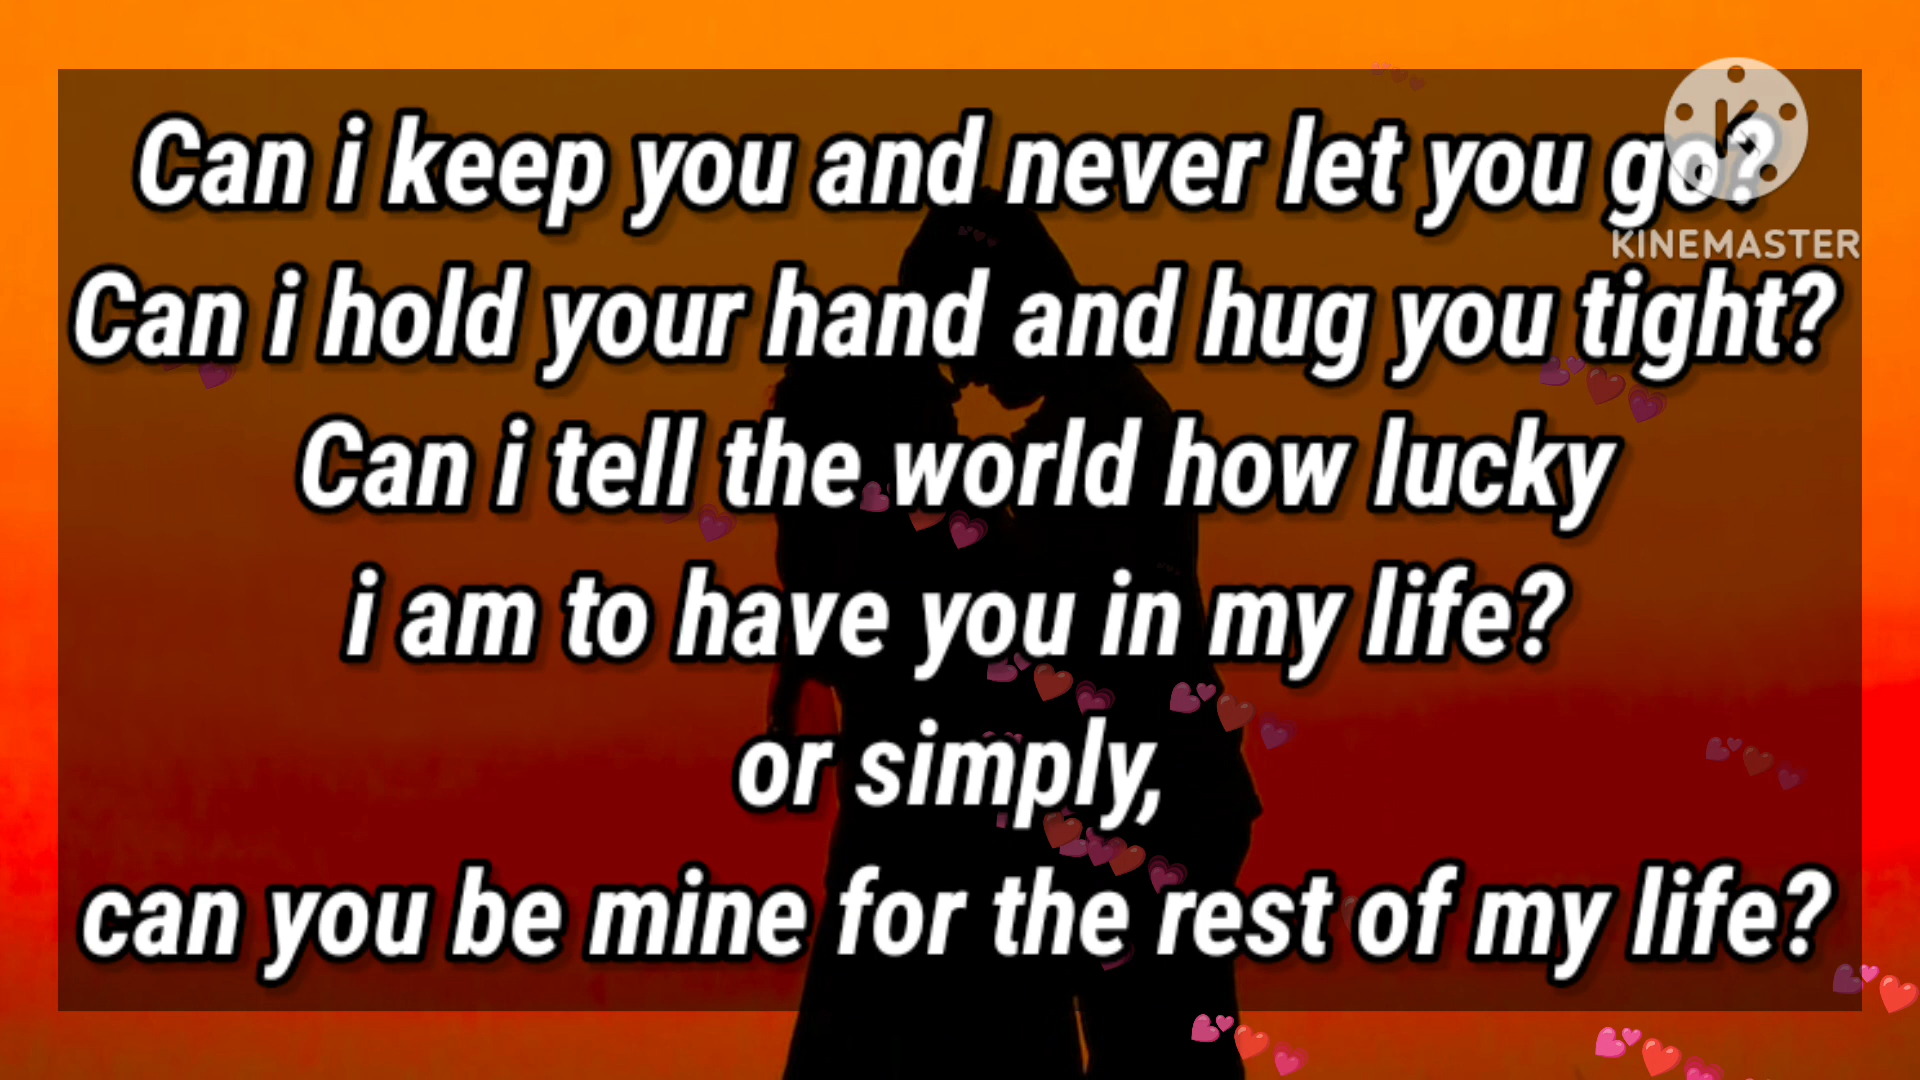 Can i keep you and never let you go?
KINEMASTER
Can i hold your hand and hug you tight?
Can i tell the world how lucky
i am to have you in my life?
or simply,
can you be mine for the rest of my life?